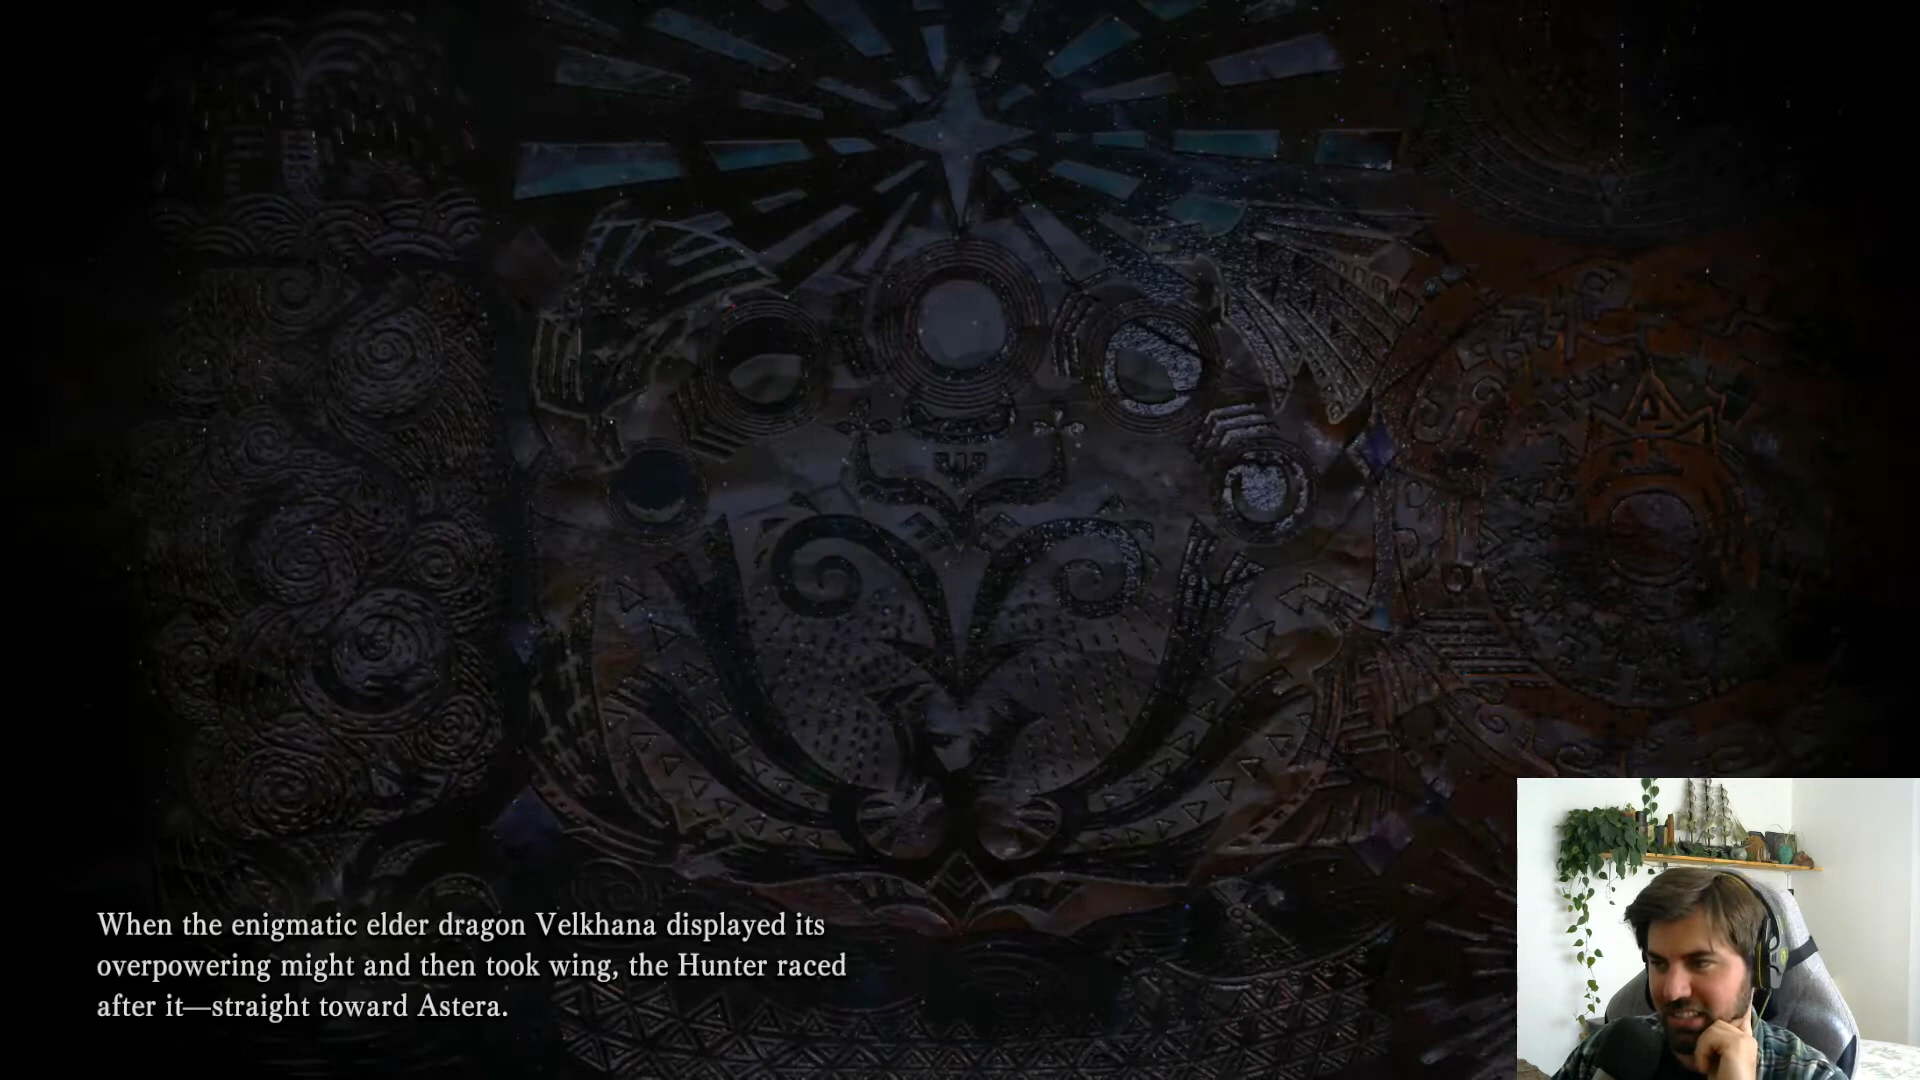 When the enigmatic elder dragon Velkhana displayed its
overpowering might and then took wing, the Hunter raced
after it—straight toward Astera.